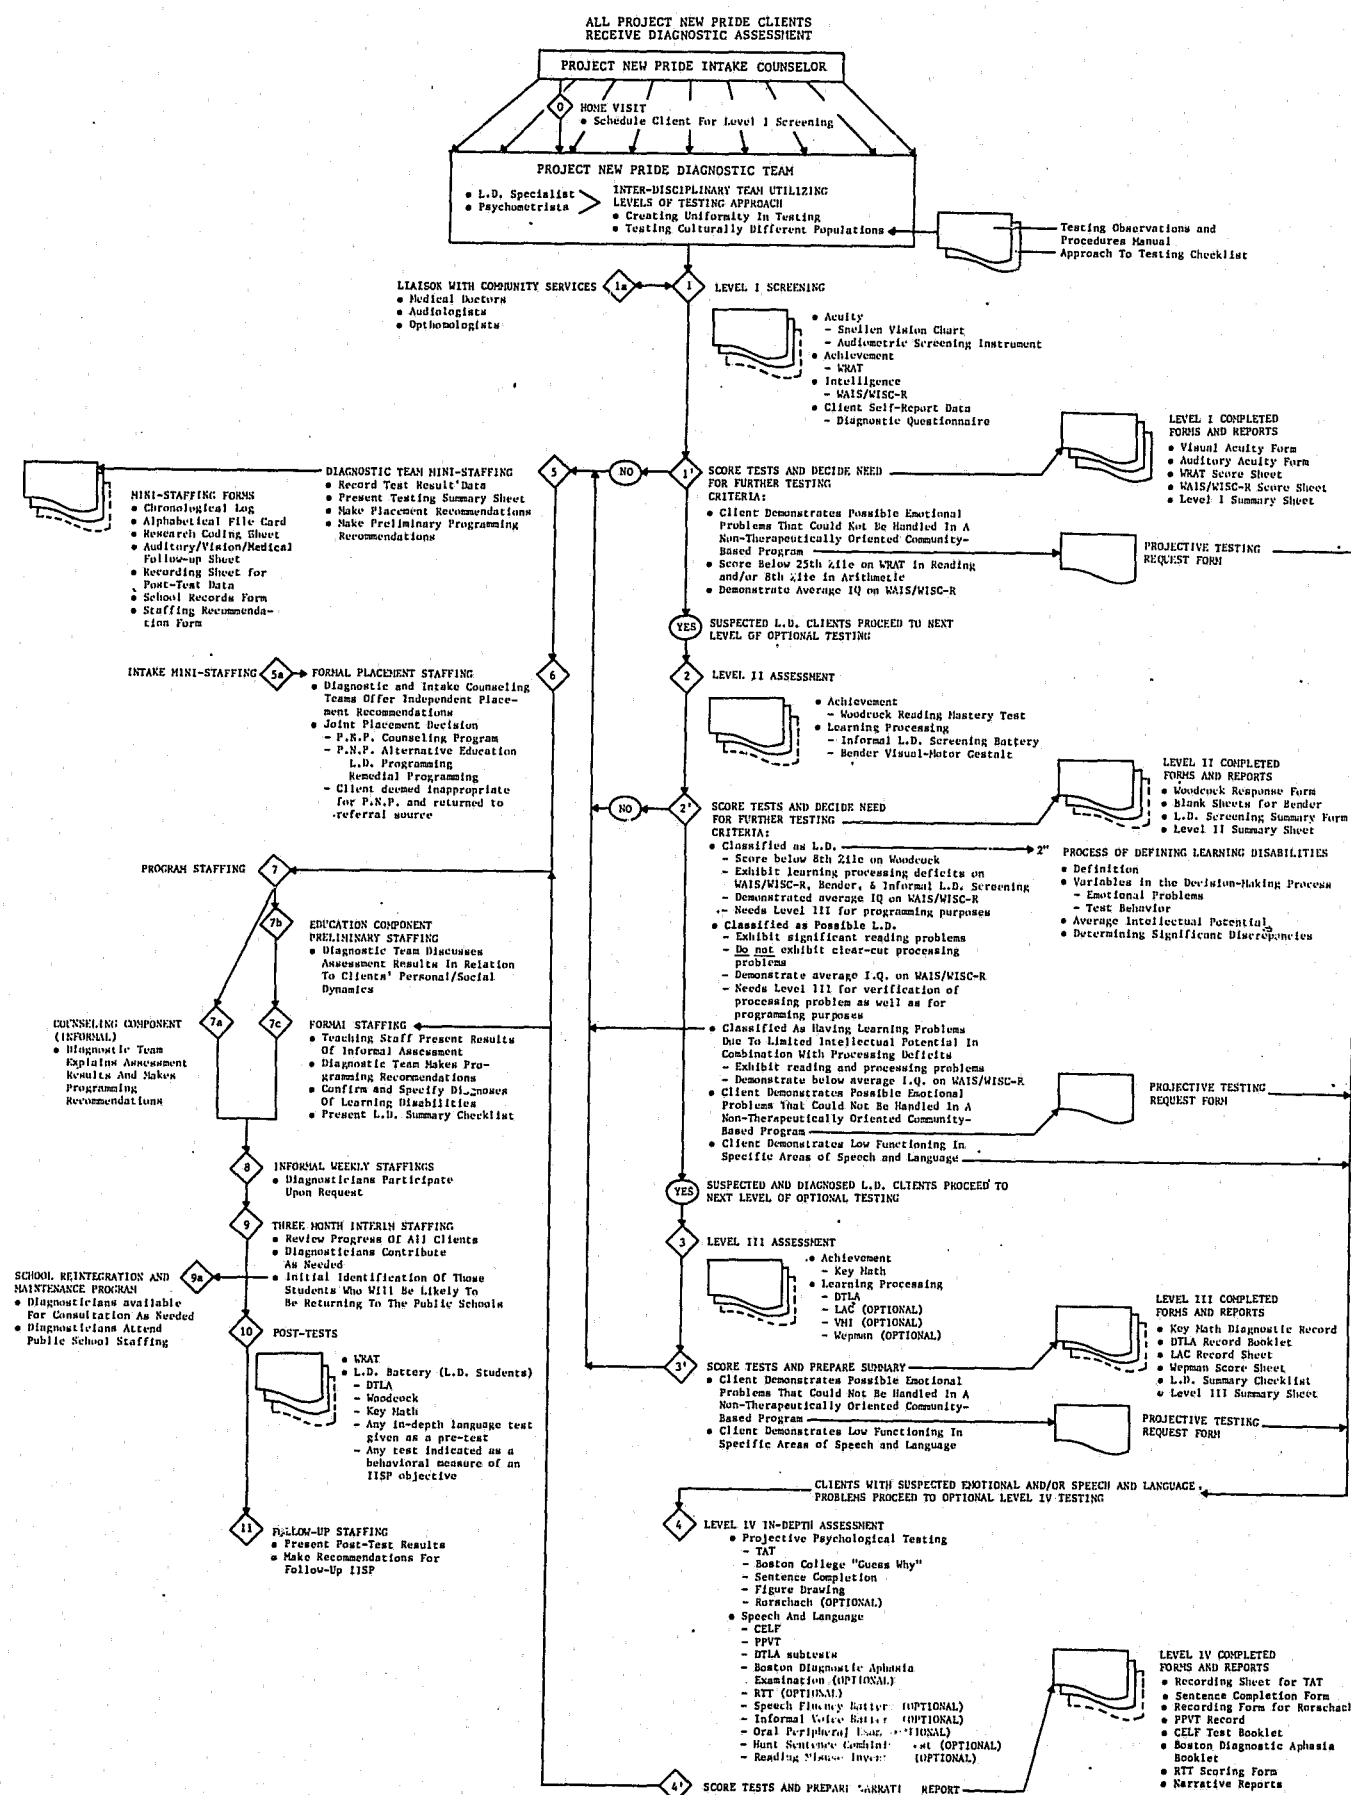 ALL PROJECT NEW PRIDE CLIENTS
RECEIVE DIAGNOSTIC ASSESSMENT
PROJECT NEW PRIDE INTAKE COUNSELOR
0
HOME VISIT
• Schedule Client For Level I Screening
PROJECT NEW PRIDE DIAGNOSTIC TEAM
• L.D. Specialist
• Psychometrists
INTER-DISCIPLINARY TEAM UTILIZING
LEVELS OF TESTING APPROACH
• Creating Uniformity In Testing
• Testing Culturally Different Populations
Testing Observations and
Procedures Manual
Approach To Testing Checklist
LIAISON WITH COMMUNITY SERVICES
• Medical Doctors
• Audiologists
• Opthomologists
1a
1
LEVEL I SCREENING
• Acuity
- Snellen Vision Chart
- Audiometric Screening Instrument
• Achievement
- WRAT
• Intelligence
- WAIS/WISC-R
• Client Self-Report Data
- Diagnostic Questionnaire
LEVEL I COMPLETED
FORMS AND REPORTS
• Visual Acuity Form
• Auditory Acuity Form
• WRAT Score Sheet
• WAIS/WISC-R Score Sheet
• Level I Summary Sheet
1'
NO
5
SCORE TESTS AND DECIDE NEED
FOR FURTHER TESTING
CRITERIA:
• Client Demonstrates Possible Emotional
Problems That Could Not Be Handled In A
Non-Therapeutically Oriented Community-
Based Program
• Score Below 25th %ile on WRAT in Reading
and/or 8th %ile in Arithmetic
• Demonstrate Average IQ on WAIS/WISC-R
PROJECTIVE TESTING
REQUEST FORM
DIAGNOSTIC TEAM MINI-STAFFING
• Record Test Result Data
• Present Testing Summary Sheet
• Make Placement Recommendations
• Make Preliminary Programming
Recommendations
MINI-STAFFING FORMS
• Chronological Log
• Alphabetical File Card
• Research Coding Sheet
• Auditory/Vision/Medical
Follow-up Sheet
• Recording Sheet for
Post-Test Data
• School Records Form
• Staffing Recommenda-
tion Form
YES
SUSPECTED L.D. CLIENTS PROCEED TO NEXT
LEVEL OF OPTIONAL TESTING
INTAKE MINI-STAFFING
5a
FORMAL PLACEMENT STAFFING
• Diagnostic and Intake Counseling
Teams Offer Independent Place-
ment Recommendations
• Joint Placement Decision
- P.N.P. Counseling Program
- P.N.P. Alternative Education
L.D. Programming
Remedial Programming
- Client deemed inappropriate
for P.N.P. and returned to
referral source
6
2
LEVEL II ASSESSMENT
• Achievement
- Woodcock Reading Mastery Test
• Learning Processing
- Informal L.D. Screening Battery
- Bender Visual-Motor Gestalt
LEVEL II COMPLETED
FORMS AND REPORTS
• Woodcock Response Form
• Blank Sheets for Bender
• L.D. Screening Summary Form
• Level II Summary Sheet
2'
NO
SCORE TESTS AND DECIDE NEED
FOR FURTHER TESTING
CRITERIA:
• Classified as L.D.
- Score below 8th %ile on Woodcock
- Exhibit learning processing deficits on
WAIS/WISC-R, Bender, & Informal L.D. Screening
- Demonstrated average IQ on WAIS/WISC-R
- Needs Level III for programming purposes
• Classified as Possible L.D.
- Exhibit significant reading problems
- Do not exhibit clear-cut processing
problems
- Demonstrate average I.Q. on WAIS/WISC-R
- Needs Level III for verification of
processing problem as well as for
programming purposes
• Classified As Having Learning Problems
Due To Limited Intellectual Potential In
Combination With Processing Deficits
- Exhibit reading and processing problems
- Demonstrate below average I.Q. on WAIS/WISC-R
• Client Demonstrates Possible Emotional
Problems That Could Not Be Handled In A
Non-Therapeutically Oriented Community-
Based Program
• Client Demonstrates Low Functioning In
Specific Areas of Speech and Language
2"
PROCESS OF DEFINING LEARNING DISABILITIES
• Definition
• Variables in the Decision-Making Process
- Emotional Problems
- Test Behavior
• Average Intellectual Potential
• Determining Significant Discrepancies
PROJECTIVE TESTING
REQUEST FORM
PROGRAM STAFFING
7
7b
EDUCATION COMPONENT
PRELIMINARY STAFFING
• Diagnostic Team Discusses
Assessment Results In Relation
To Clients' Personal/Social
Dynamics
COUNSELING COMPONENT
(INFORMAL)
• Diagnostic Team
Explains Assessment
Results And Makes
Programming
Recommendations
7a
7c
FORMAL STAFFING
• Teaching Staff Present Results
Of Informal Assessment
• Diagnostic Team Makes Pro-
gramming Recommendations
• Confirm and Specify Diagnoses
Of Learning Disabilities
• Present L.D. Summary Checklist
8
INFORMAL WEEKLY STAFFINGS
• Diagnosticians Participate
Upon Request
YES
SUSPECTED AND DIAGNOSED L.D. CLIENTS PROCEED TO
NEXT LEVEL OF OPTIONAL TESTING
9
THREE MONTH INTERIM STAFFING
• Review Progress Of All Clients
• Diagnosticians Contribute
As Needed
• Initial Identification Of Those
Students Who Will Be Likely To
Be Returning To The Public Schools
SCHOOL REINTEGRATION AND
MAINTENANCE PROGRAM
• Diagnosticians available
For Consultation As Needed
• Diagnosticians Attend
Public School Staffing
9a
3
LEVEL III ASSESSMENT
• Achievement
- Key Math
• Learning Processing
- DTLA
- LAC (OPTIONAL)
- VMI (OPTIONAL)
- Wepman (OPTIONAL)
LEVEL III COMPLETED
FORMS AND REPORTS
• Key Math Diagnostic Record
• DTLA Record Booklet
• LAC Record Sheet
• Wepman Score Sheet
• L.D. Summary Checklist
• Level III Summary Sheet
10
POST-TESTS
• WRAT
• L.D. Battery (L.D. Students)
- DTLA
- Woodcock
- Key Math
- Any in-depth language test
given as a pre-test
- Any test indicated as a
behavioral measure of an
IISP objective
3'
SCORE TESTS AND PREPARE SUMMARY
• Client Demonstrates Possible Emotional
Problems That Could Not Be Handled In A
Non-Therapeutically Oriented Community-
Based Program
• Client Demonstrates Low Functioning In
Specific Areas of Speech and Language
PROJECTIVE TESTING
REQUEST FORM
CLIENTS WITH SUSPECTED EMOTIONAL AND/OR SPEECH AND LANGUAGE
PROBLEMS PROCEED TO OPTIONAL LEVEL IV TESTING
11
FOLLOW-UP STAFFING
• Present Post-Test Results
• Make Recommendations For
Follow-Up IISP
4
LEVEL IV IN-DEPTH ASSESSMENT
• Projective Psychological Testing
- TAT
- Boston College "Guess Why"
- Sentence Completion
- Figure Drawing
- Rorschach (OPTIONAL)
• Speech And Language
- CELF
- PPVT
- DTLA subtests
- Boston Diagnostic Aphasia
Examination (OPTIONAL)
- RTT (OPTIONAL)
- Speech Fluency (OPTIONAL)
- Informal Voice (OPTIONAL)
- Oral Peripheral
- Hunt Sentence (OPTIONAL)
- Reading (OPTIONAL)
LEVEL IV COMPLETED
FORMS AND REPORTS
• Recording Sheet for TAT
• Sentence Completion Form
• Recording Form for Rorschach
• PPVT Record
• CELF Test Booklet
• Boston Diagnostic Aphasia
Booklet
• RTT Scoring Form
• Narrative Reports
4'
SCORE TESTS AND REPORT